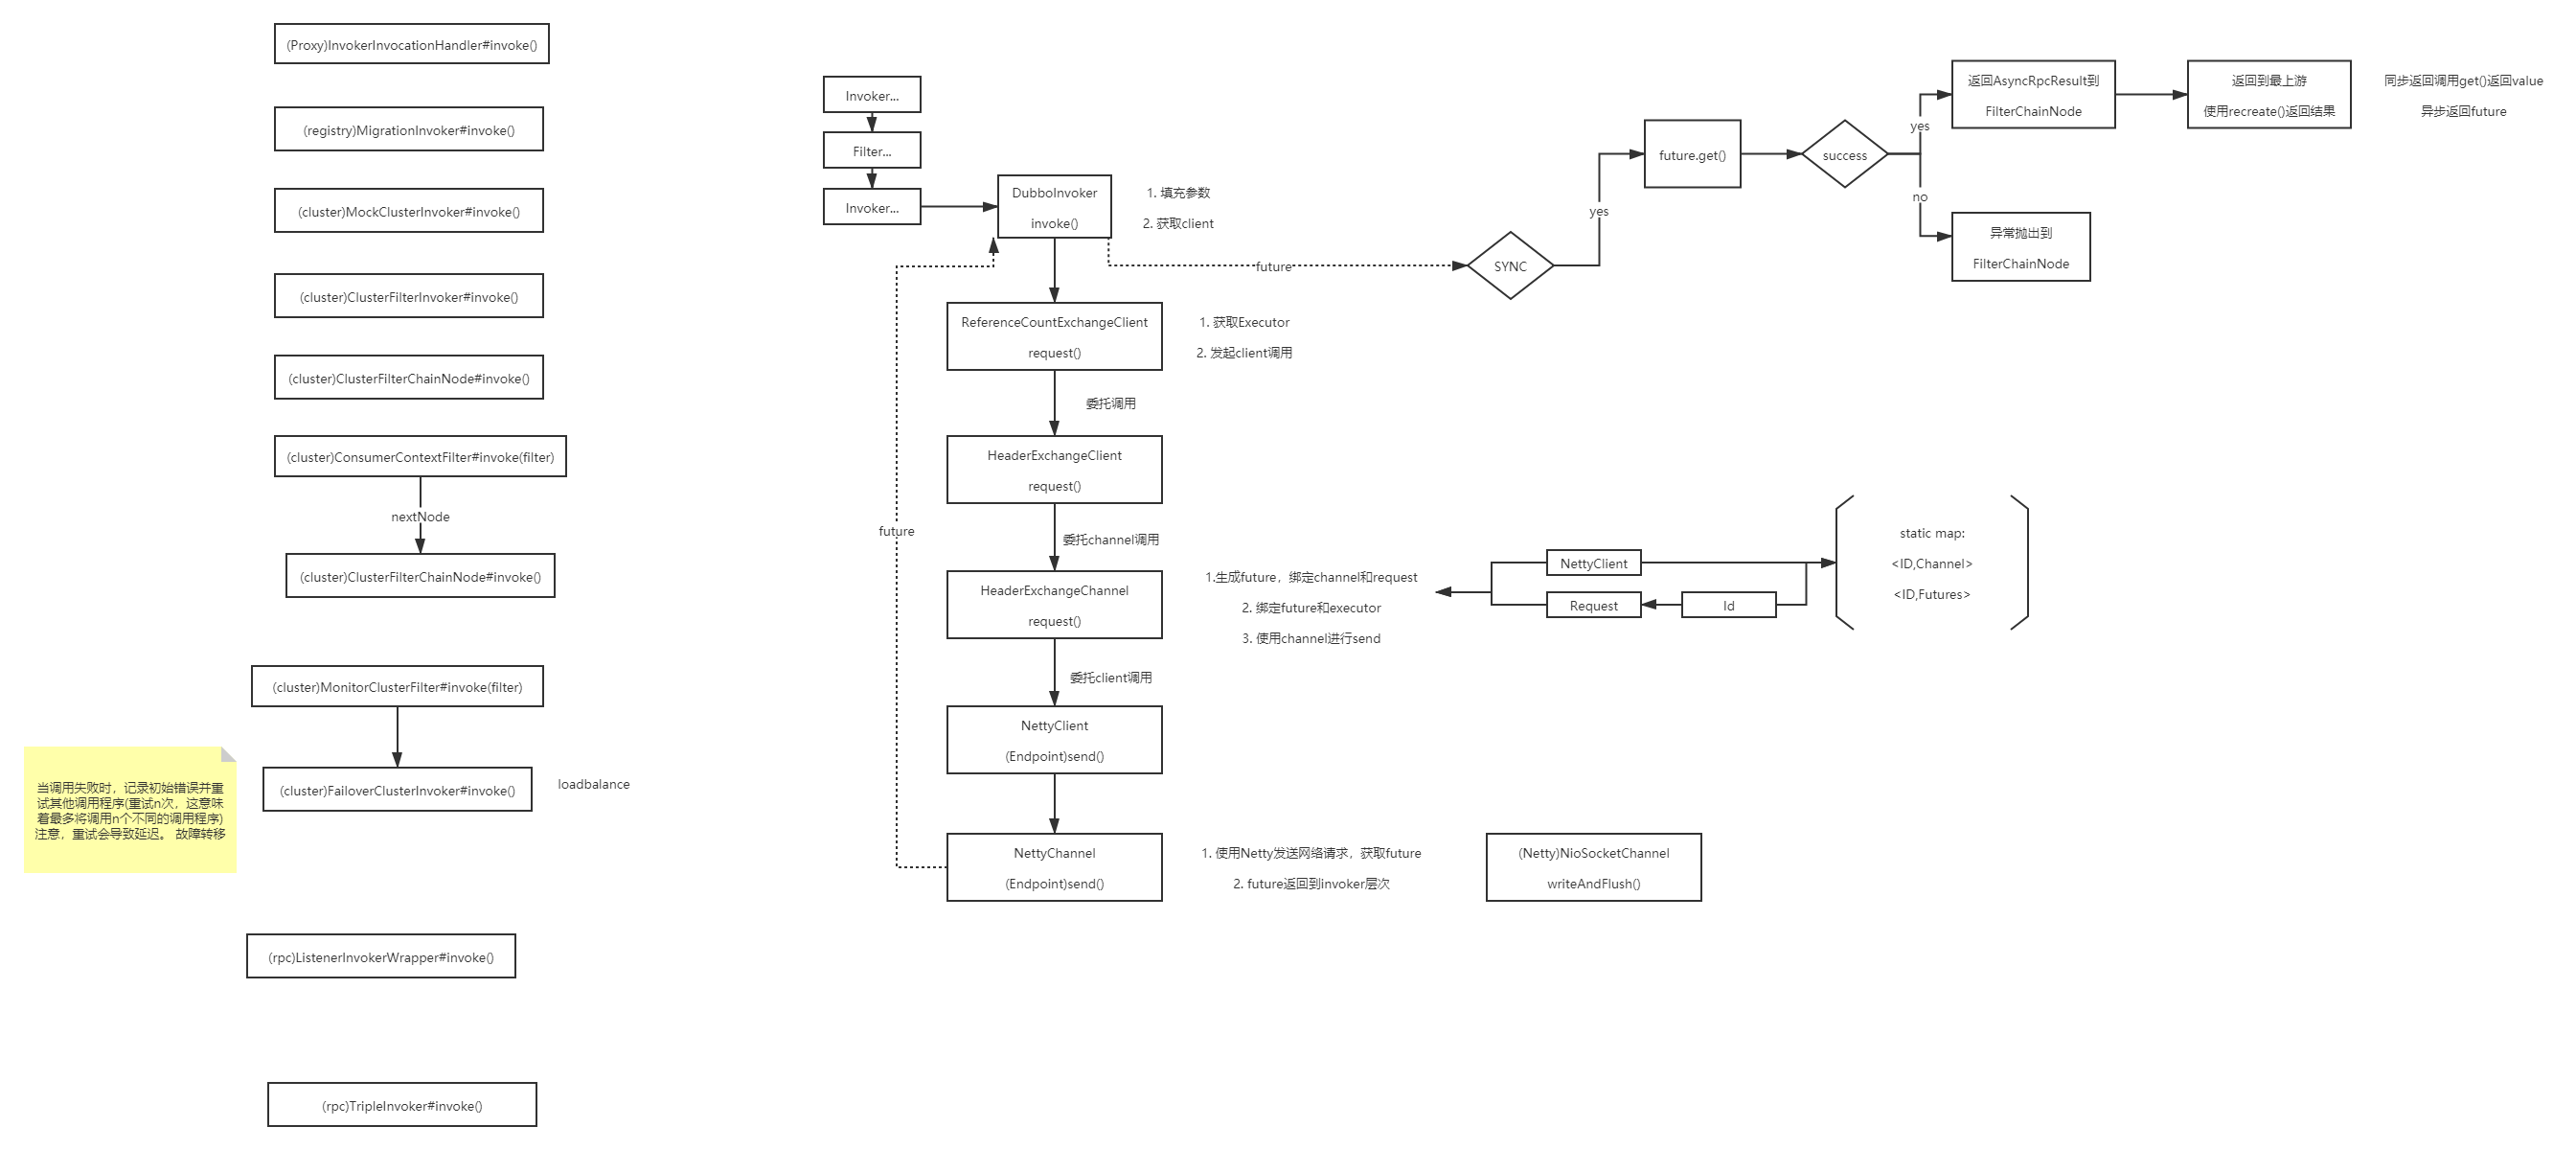 (Proxy)InvokerInvocationHandler#invoke()
(registry)MigrationInvoker#invoke()
(cluster)MockClusterInvoker#invoke()
(cluster)ClusterFilterInvoker#invoke()
(cluster)ClusterFilterChainNode#invoke()
(cluster)ConsumerContextFilter#invoke(filter)
nextNode
(cluster)ClusterFilterChainNode#invoke()
(cluster)MonitorClusterFilter#invoke(filter)
当调用失败时，记录初始错误并重
试其他调用程序(重试n次，这意味
着最多将调用n个不同的调用程序)
注意，重试会导致延迟。 故障转移
(cluster)FailoverClusterInvoker#invoke()
loadbalance
(rpc)ListenerInvokerWrapper#invoke()
(rpc)TripleInvoker#invoke()
Invoker...
Filter...
Invoker...
DubboInvoker
invoke()
1. 填充参数
2. 获取client
future
ReferenceCountExchangeClient
request()
1. 获取Executor
2. 发起client调用
委托调用
HeaderExchangeClient
request()
future
委托channel调用
HeaderExchangeChannel
request()
1.生成future，绑定channel和request
2. 绑定future和executor
3. 使用channel进行send
委托client调用
NettyClient
(Endpoint)send()
NettyChannel
(Endpoint)send()
1. 使用Netty发送网络请求，获取future
2. future返回到invoker层次
(Netty)NioSocketChannel
writeAndFlush()
NettyClient
Request
Id
static map:
<ID,Channel>
<ID,Futures>
SYNC
yes
future.get()
success
yes
no
返回AsyncRpcResult到
FilterChainNode
异常抛出到
FilterChainNode
返回到最上游
使用recreate()返回结果
同步返回调用get()返回value
异步返回future